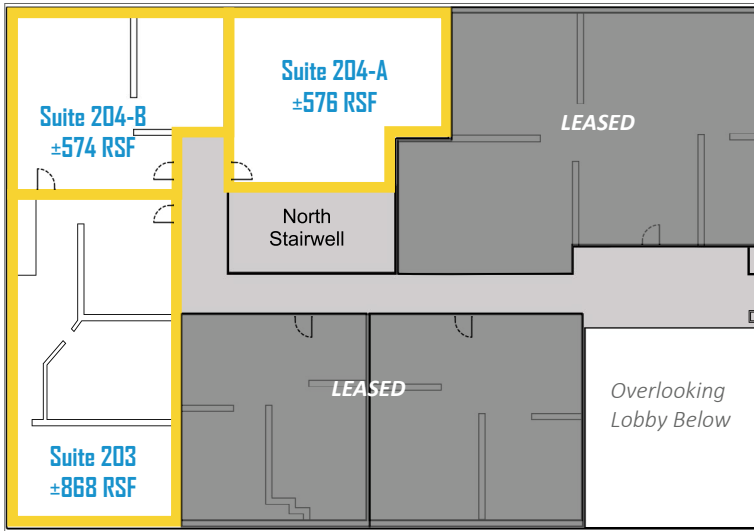 Suite 204-A
±576 RSF
Suite 204-B
±574 RSF
LEASED
North
Stairwell
LEASED
Overlooking
Lobby Below
Suite 203
±868 RSF